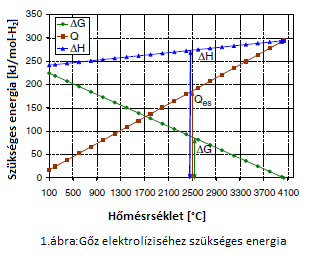 Szükséges energia [kJ/mol-H₂]
350
300
250
200
150
100
50
0
ΔG
Q
ΔH
ΔH
Qes
ΔG
100 500 900 1300 1700 2100 2500 2900 3300 3700 4100
Hőmésrséklet [°C]
1.ábra:Gőz elektrolíziséhez szükséges energia